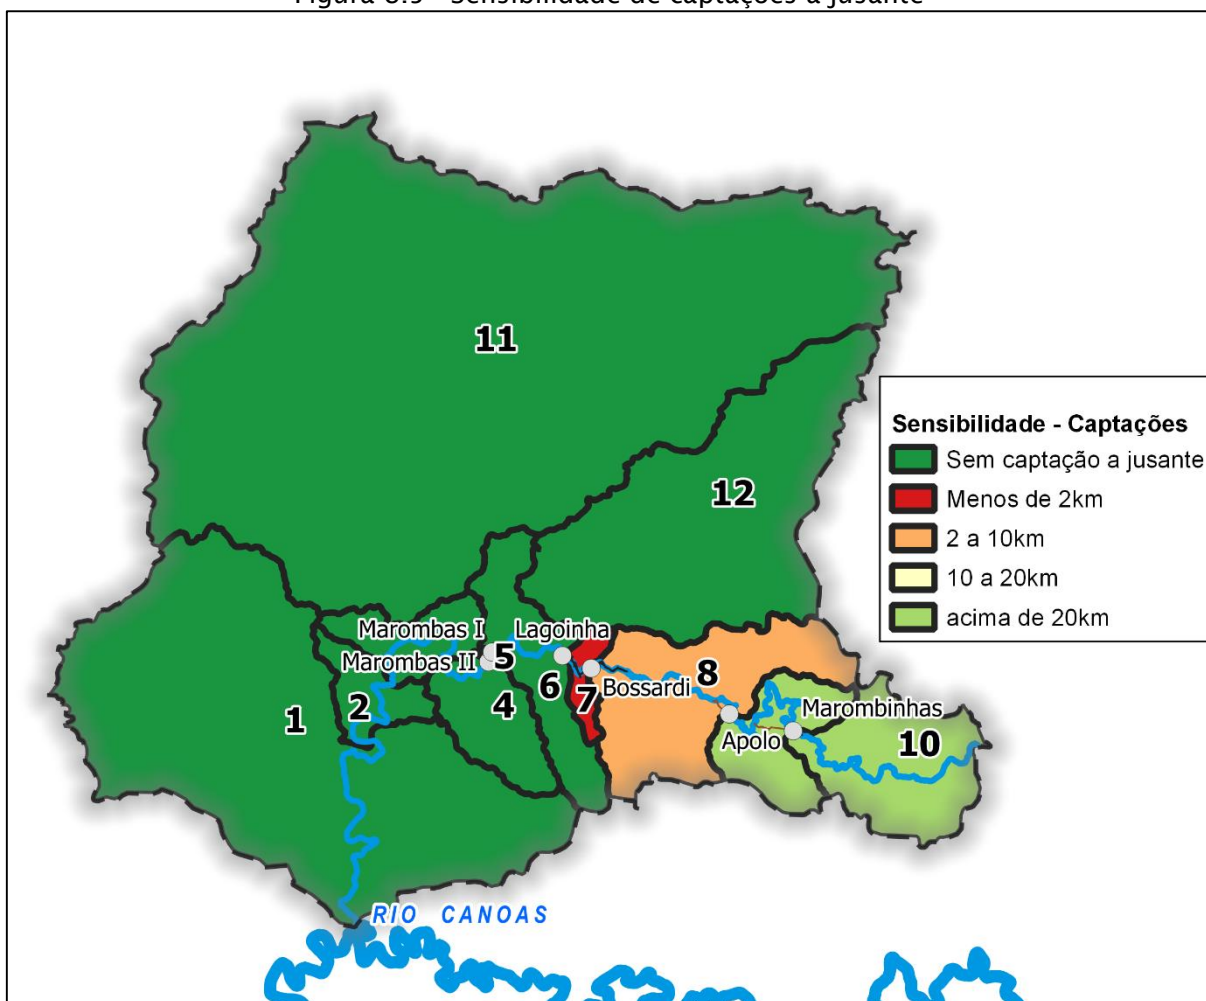 Figura 8.9 - Sensibilidade de captações a jusante
11
12
Sensibilidade - Captações
Sem captação a jusante
Menos de 2km
2 a 10km
10 a 20km
acima de 20km
Marombas I
Lagoinha
Marombas II
5
6
7
8
Bossardi
1
2
4
Marombinhas
Apolo
10
RIO CANOAS